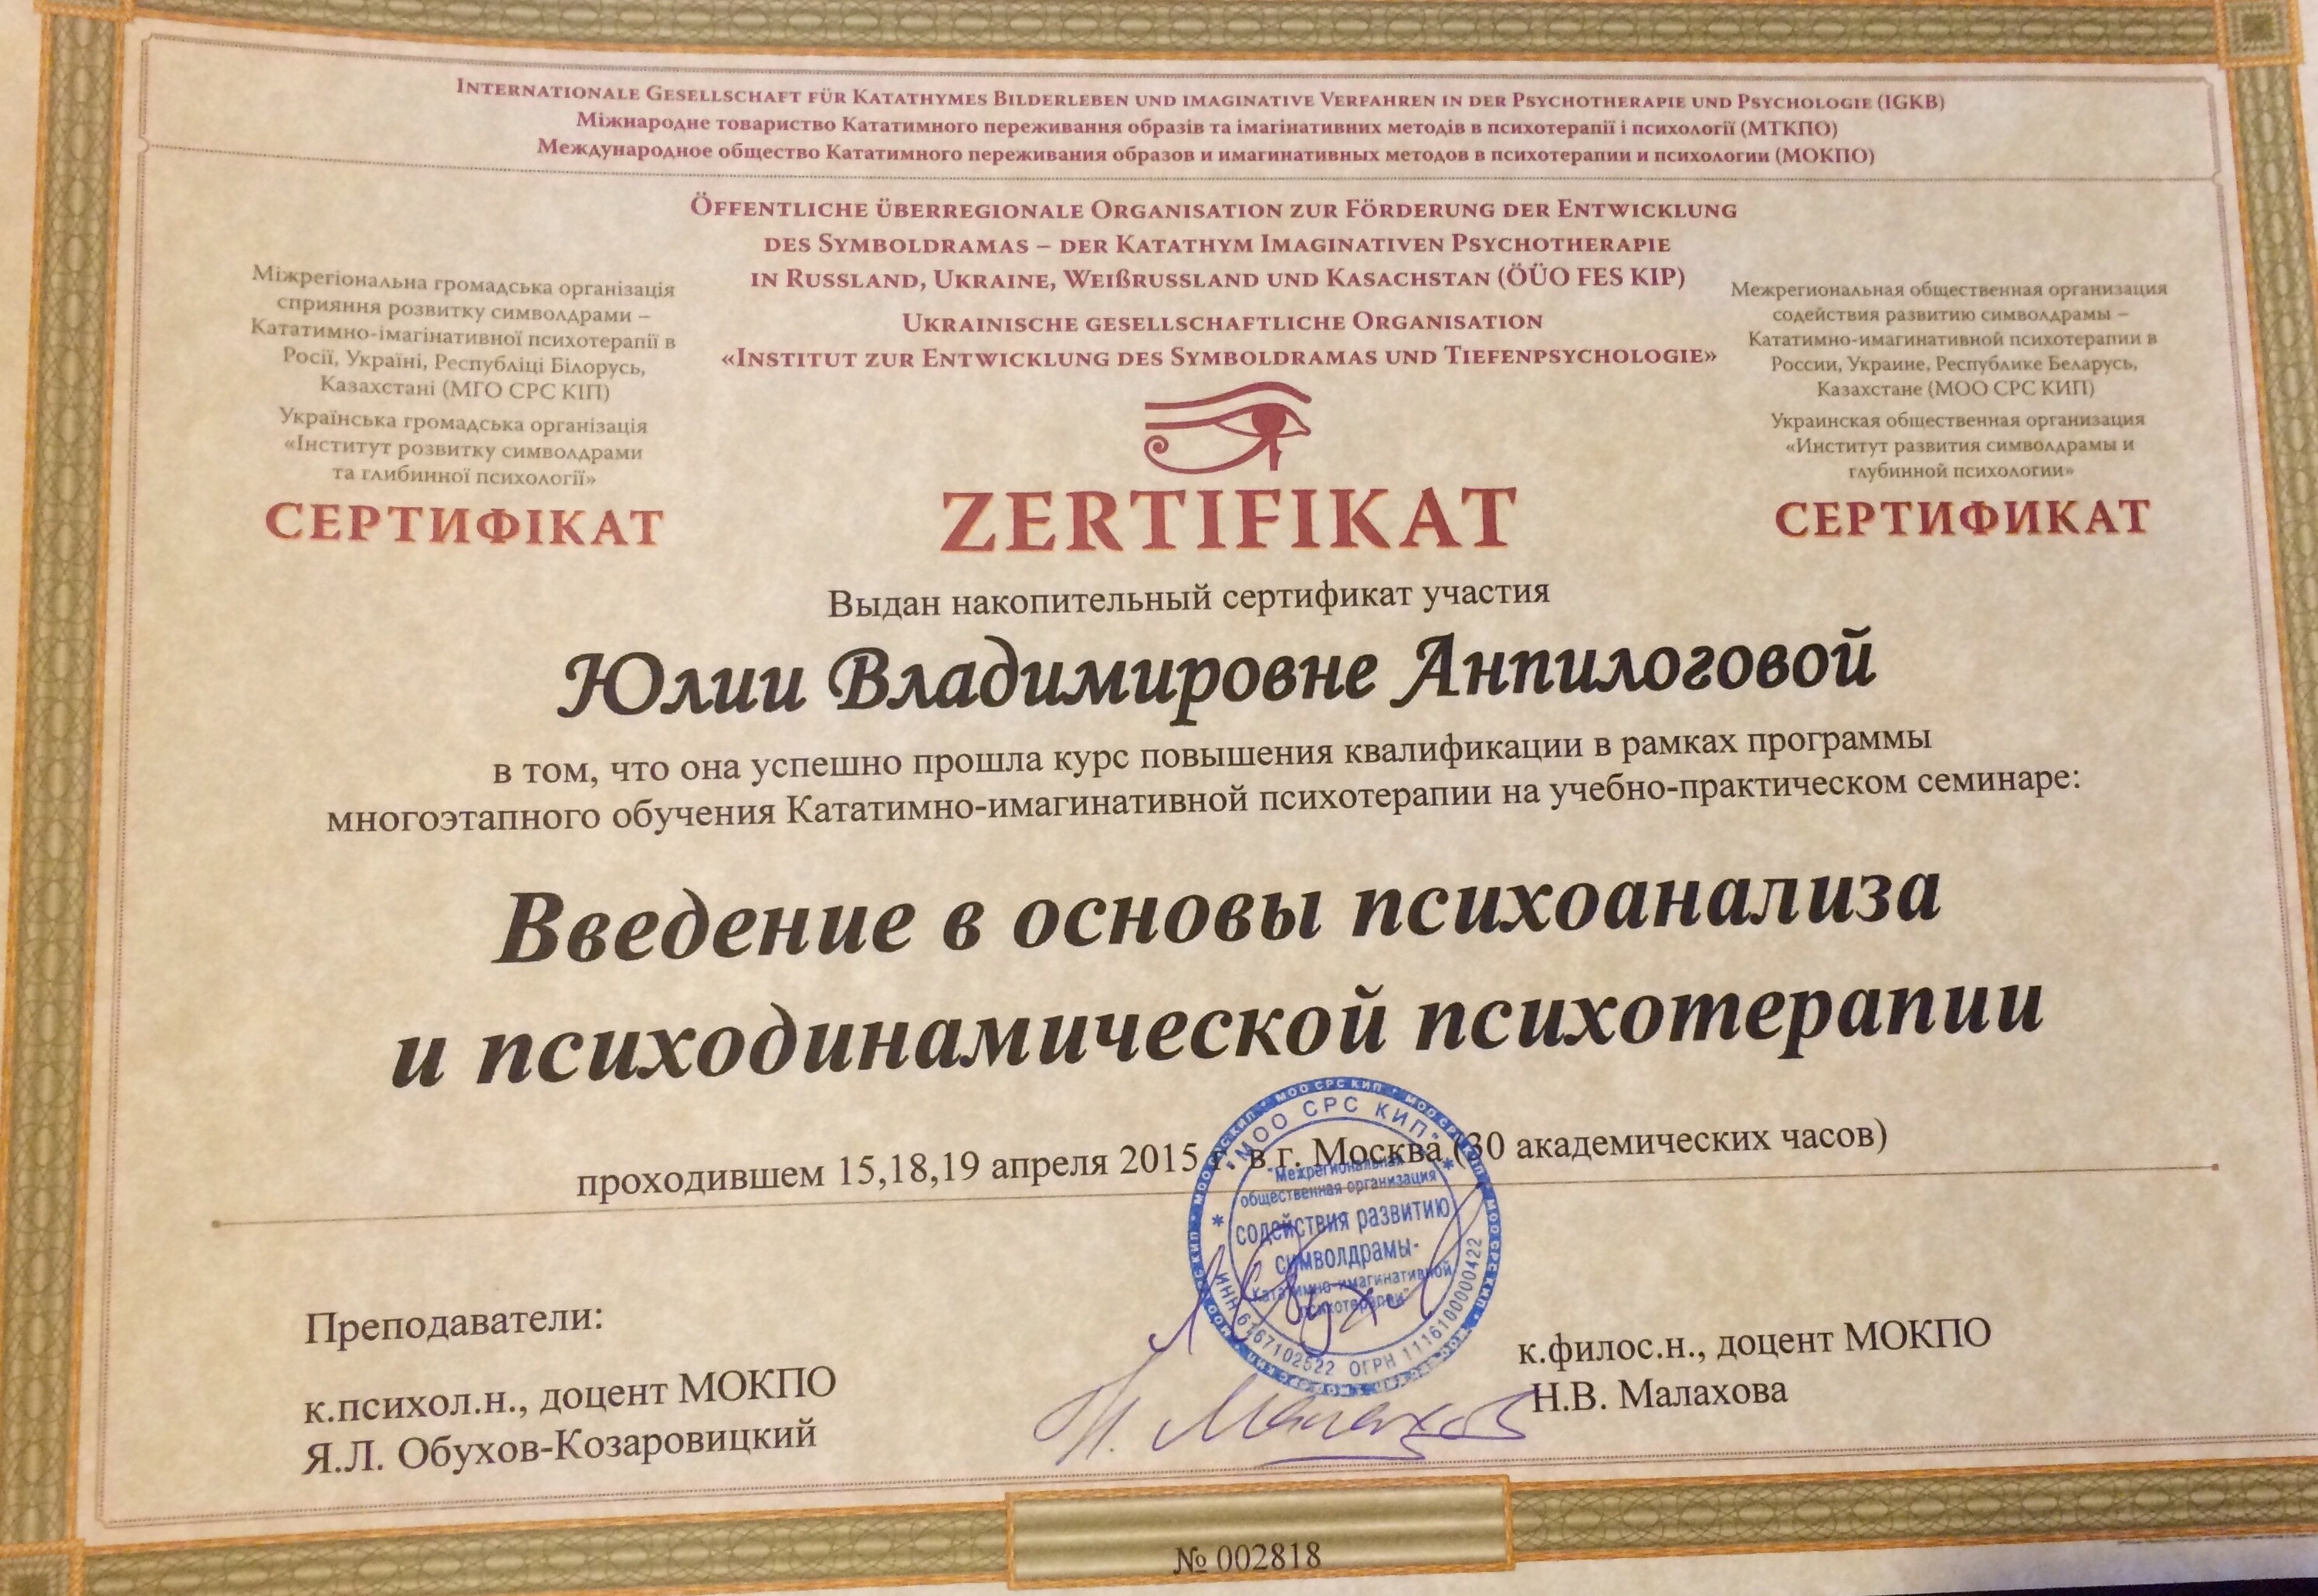 Internationale Gesellschaft für Katathymes Bilderleben und imaginative Verfahren in der Psychotherapie und Psychologie (IGKB)
Міжнародне товариство Кататимного переживання образів та імагінативних методів в психотерапії і психології (МТКПО)
Международное общество Кататимного переживания образов и имагинативных методов в психотерапии и психологии (МОКПО)
Öffentliche überregionale Organisation zur Förderung der Entwicklung
des Symboldramas – der Katathym Imaginativen Psychotherapie
in Russland, Ukraine, Weißrussland und Kasachstan (ÖÜO FES KIP)
Ukrainische gesellschaftliche Organisation
«Institut zur Entwicklung des Symboldramas und Tiefenpsychologie»
Міжрегіональна громадська організація
сприяння розвитку символдрами –
Кататимно-імагінативної психотерапії в
Росії, Україні, Республіці Білорусь,
Казахстані (МГО СРС КІП)
Українська громадська організація
«Інститут розвитку символдрами
та глибинної психології»
СЕРТИФІКАТ
ZERTIFIKAT
Межрегиональная общественная организация
содействия развитию символдрамы –
Кататимно-имагинативной психотерапии в
России, Украине, Республике Беларусь,
Казахстане (МОО СРС КИП)
Украинская общественная организация
«Институт развития символдрамы и
глубинной психологии»
СЕРТИФИКАТ
Выдан накопительный сертификат участия
Юлии Владимировне Анпилоговой
в том, что она успешно прошла курс повышения квалификации в рамках программы
многоэтапного обучения Кататимно-имагинативной психотерапии на учебно-практическом семинаре:
Введение в основы психоанализа
и психодинамической психотерапии
проходившем 15,18,19 апреля 2015 г. в г. Москва (30 академических часов)
"МОО СРС КИП"
"Межрегиональная
общественная организация
содействия развитию
символдрамы-
Кататимно-имагинативной
психотерапии"
ИНН 6167102522 ОГРН 1116100000422
Преподаватели:
к.психол.н., доцент МОКПО
Я.Л. Обухов-Козаровицкий
Н. Малахова
к.филос.н., доцент МОКПО
Н.В. Малахова
№ 002818